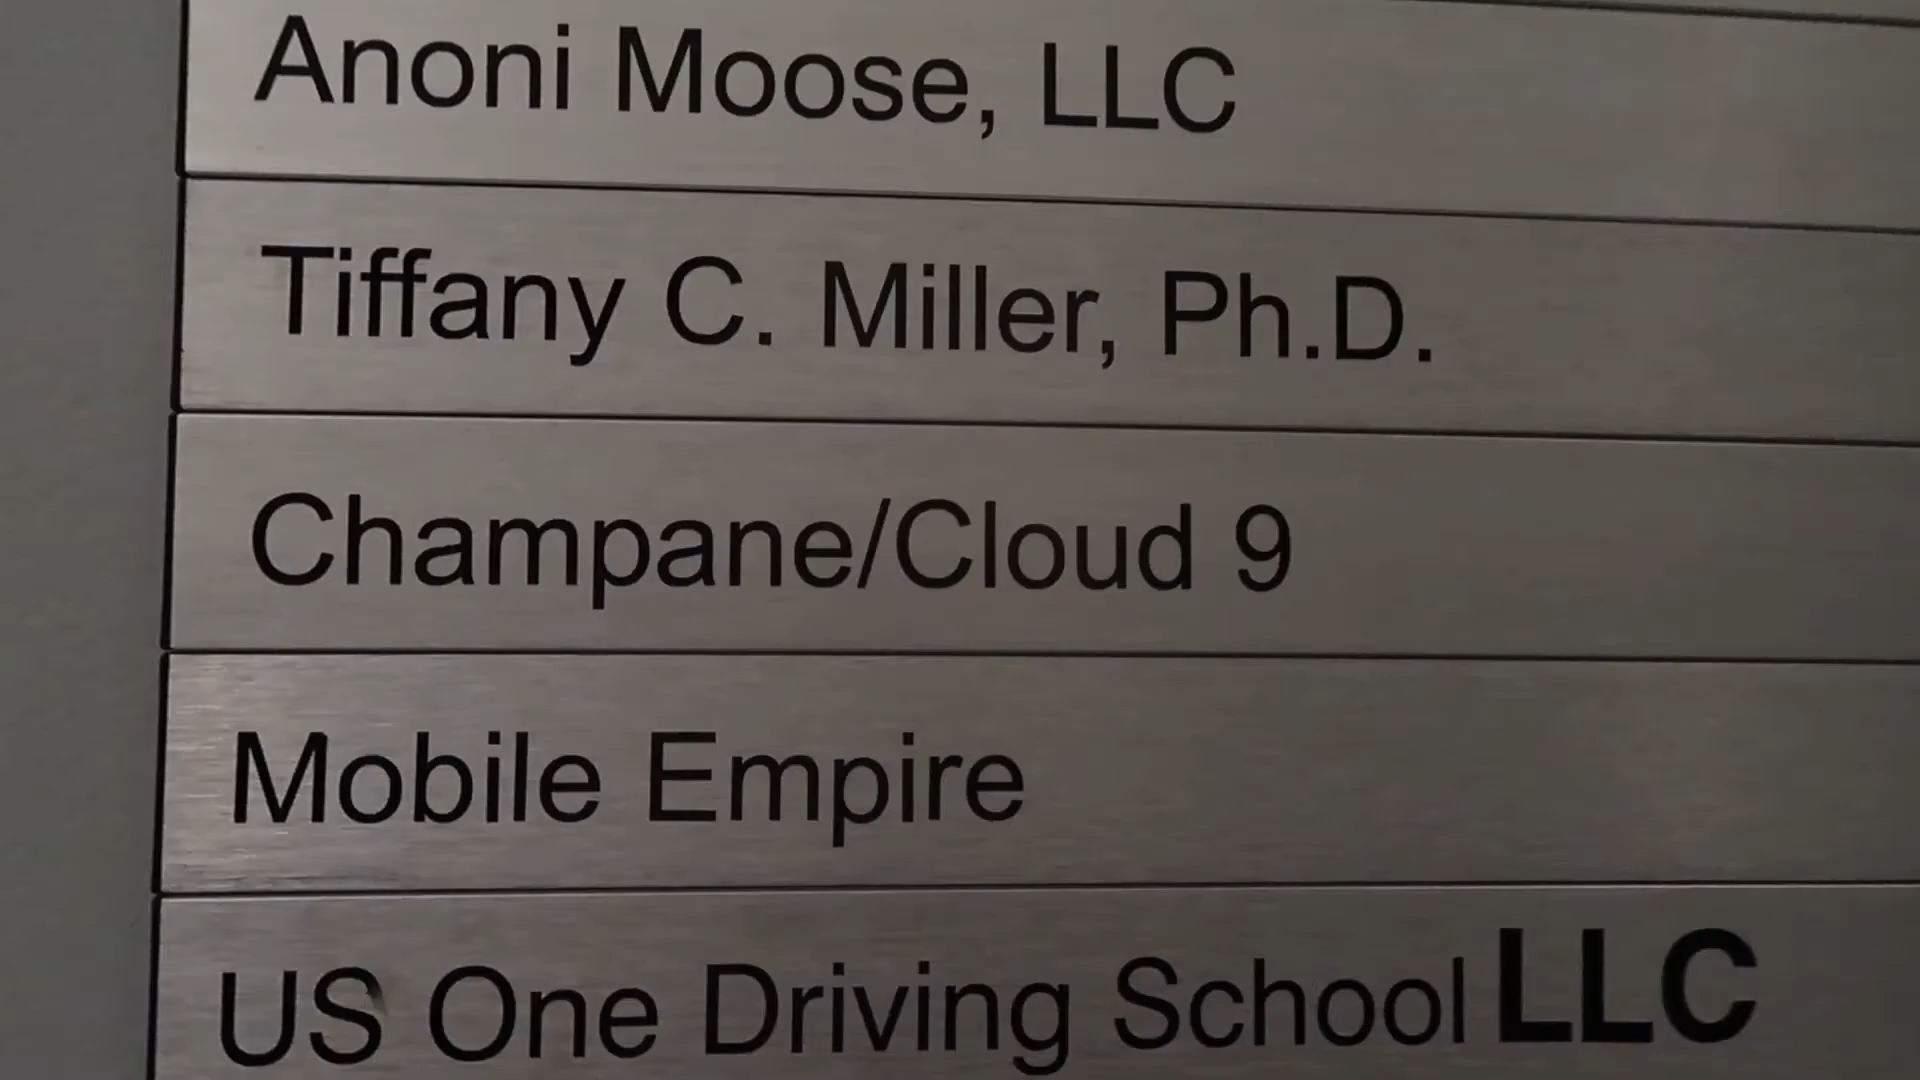 Anoni Moose, LLC
Tiffany C. Miller, Ph.D.
Champane/Cloud 9
Mobile Empire
US One Driving School LLC